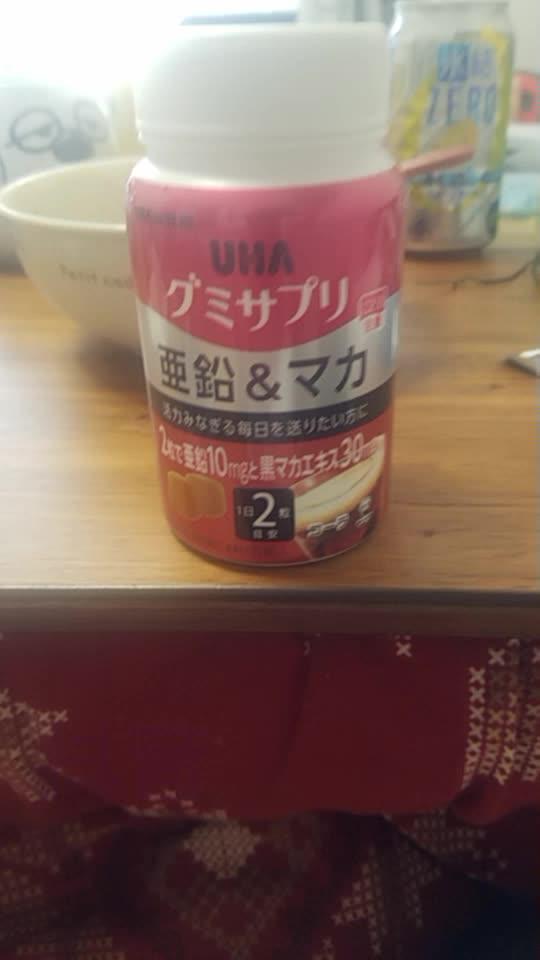 UHA
グミサプリ
亜鉛&マカ
活力みなぎる毎日を送りたい方に
2粒で亜鉛10mgと黒マカエキス30
1日2粒
目安
コーラ
ZERO
Petit